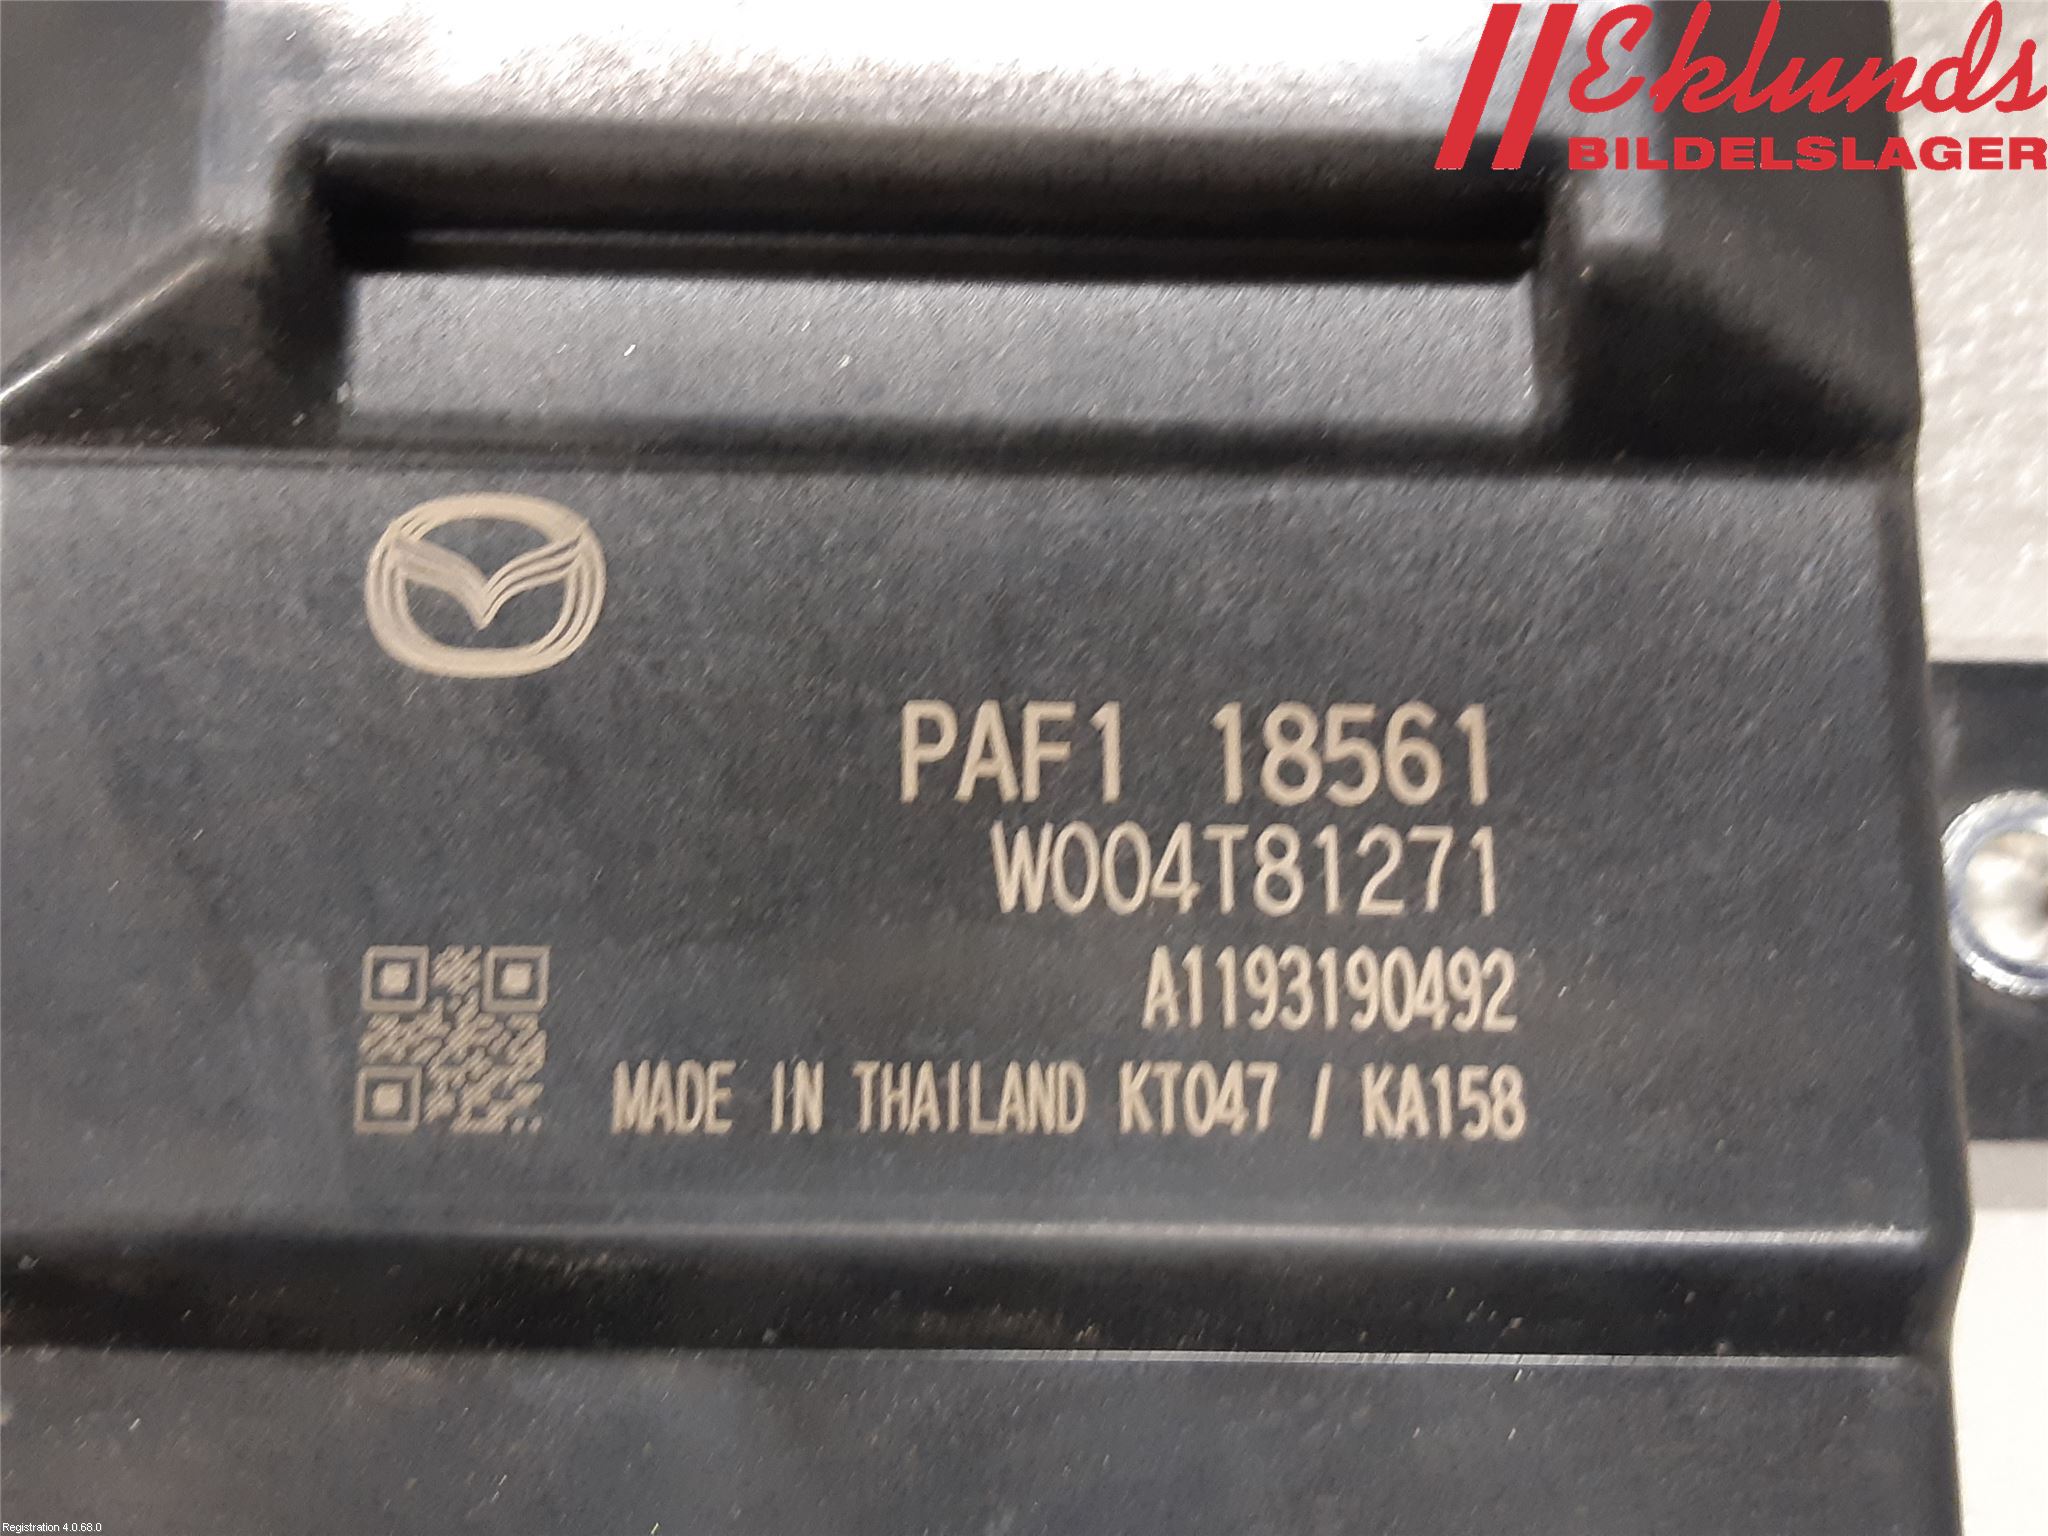 Eklunds
BILDELSLAGER
PAF1 18561
W004T81271
A1193190492
MADE IN THAILAND KT047 / KA158
Registration 4.0.68.0